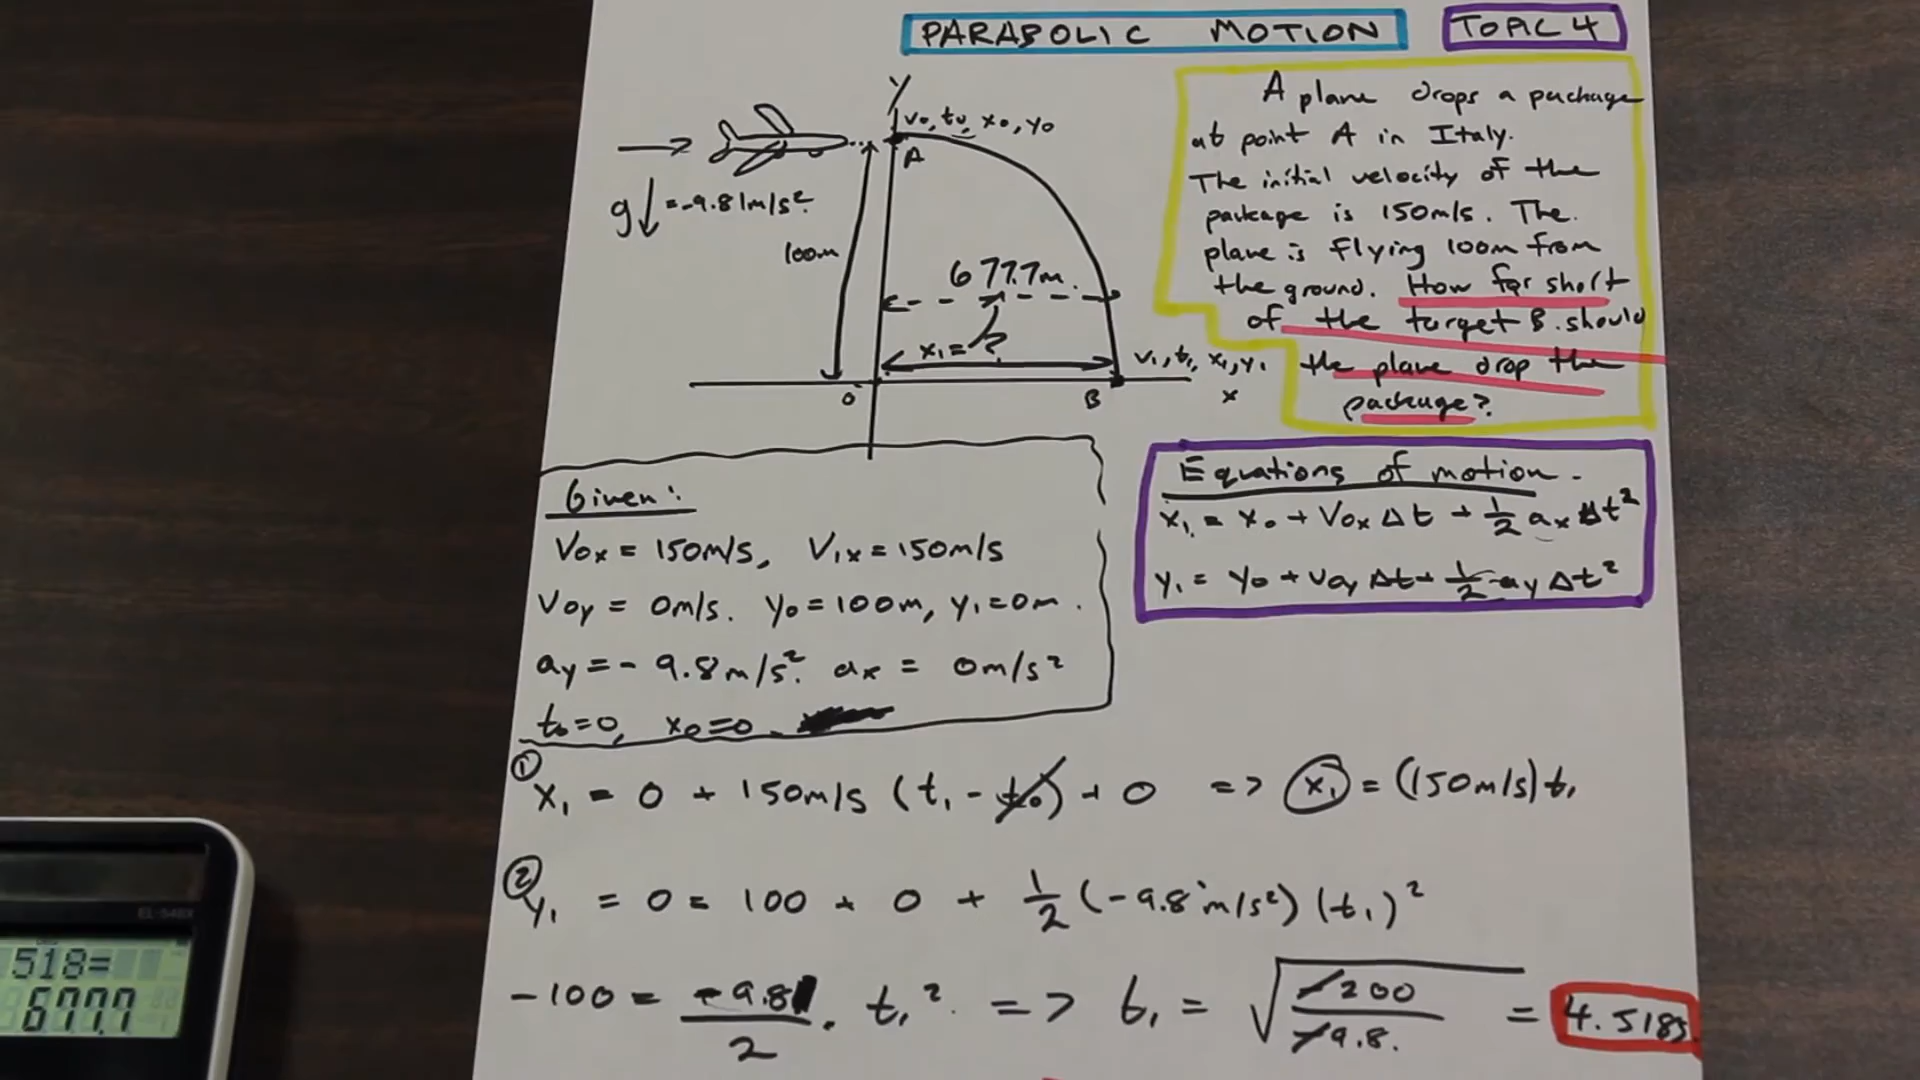 PARABOLIC MOTION
TOPIC 4
A plane drops a package
at point A in Italy.
The initial velocity of the
package is 150m/s. The
plane is flying 100m from
the ground. How far short
of the target B. should
the plane drop the
package?
y
v₀, t₀, x₀, y₀
A
g↓ = -9.81m/s².
100m
677.7m.
x₁ = ?
v₁, t₁, x₁, y₁
0
B
x
Given:
V₀ₓ = 150m/s, V₁ₓ = 150m/s
V₀y = 0m/s. y₀ = 100m, y₁ = 0m.
ay = - 9.8m/s². aₓ = 0m/s²
t₀=0, x₀=0.
Equations of motion.
x₁ = x₀ + V₀ₓ Δt + 1/2 aₓ Δt²
y₁ = y₀ + v₀y Δt + 1/2 ay Δt²
① x₁ = 0 + 150m/s (t₁ - t₀) + 0 => x₁ = (150m/s)t₁
② y₁ = 0 = 100 + 0 + 1/2 (-9.8m/s²) (t₁)²
-100 = -9.81/2 . t₁². => t₁ = √(-200/-9.8.) = 4.518s.
EL-546X
518=
677.7